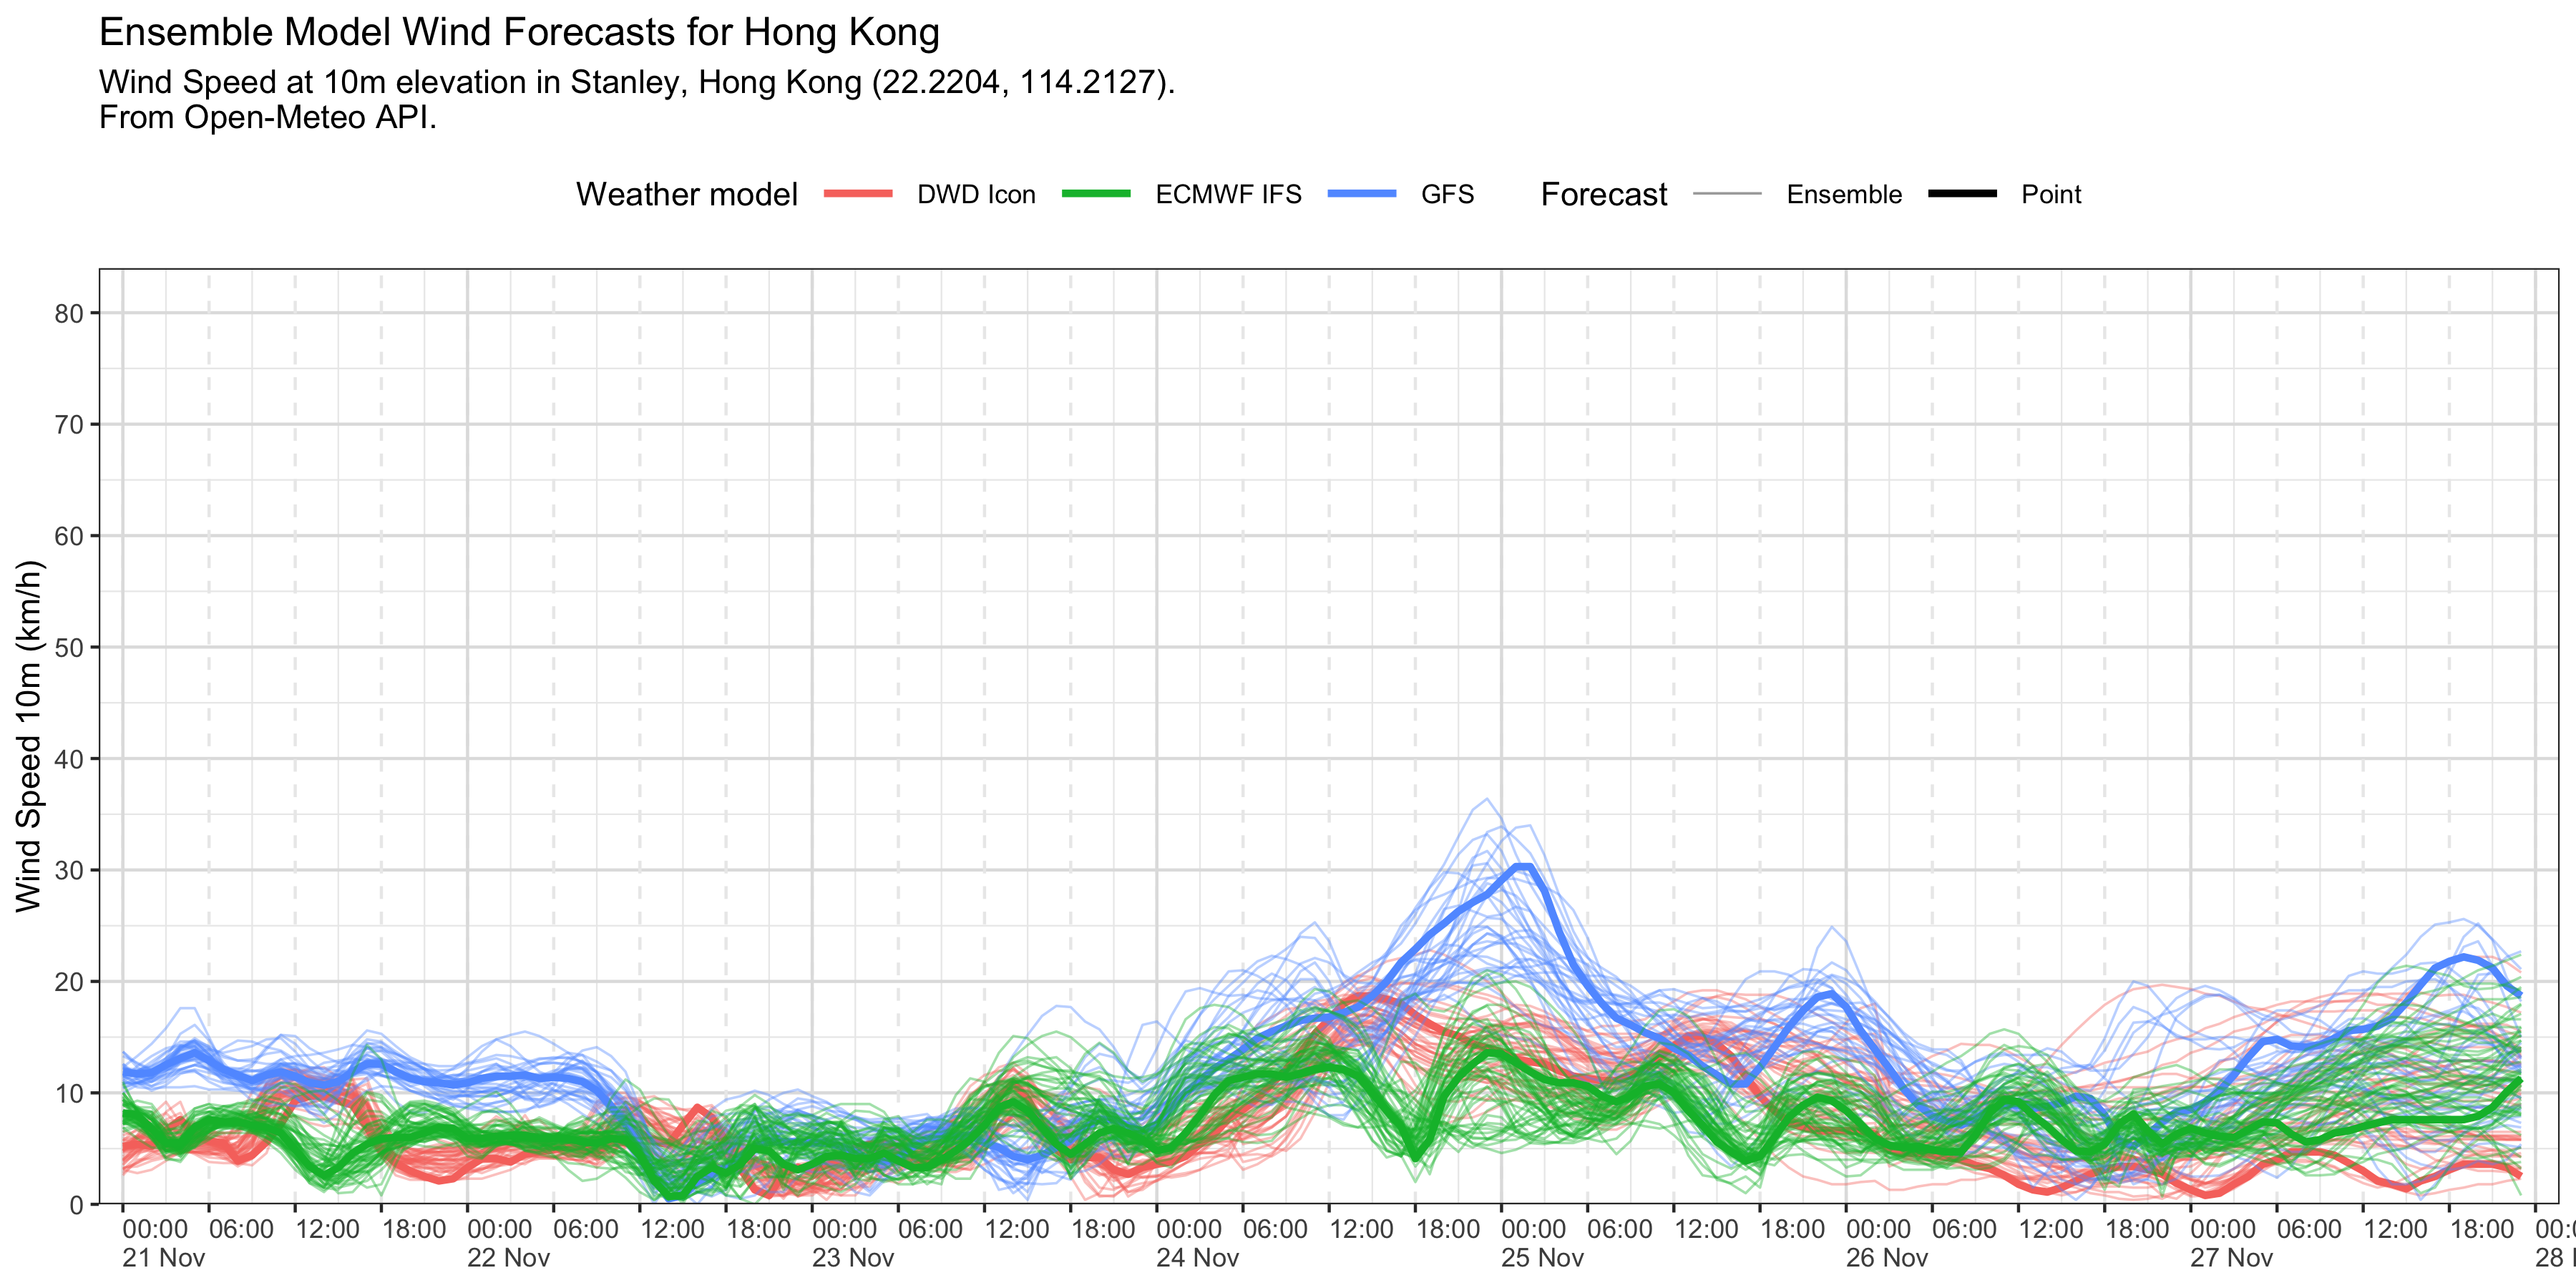 Ensemble Model Wind Forecasts for Hong Kong
Wind Speed at 10m elevation in Stanley, Hong Kong (22.2204, 114.2127).
From Open-Meteo API.
Weather model DWD Icon ECMWF IFS GFS Forecast Ensemble Point
Wind Speed 10m (km/h)
80
70
60
50
40
30
20
10
0
00:00 06:00 12:00 18:00 00:00 06:00 12:00 18:00 00:00 06:00 12:00 18:00 00:00 06:00 12:00 18:00 00:00 06:00 12:00 18:00 00:00 06:00 12:00 18:00 00:00 06:00 12:00 18:00
21 Nov 22 Nov 23 Nov 24 Nov 25 Nov 26 Nov 27 Nov 28